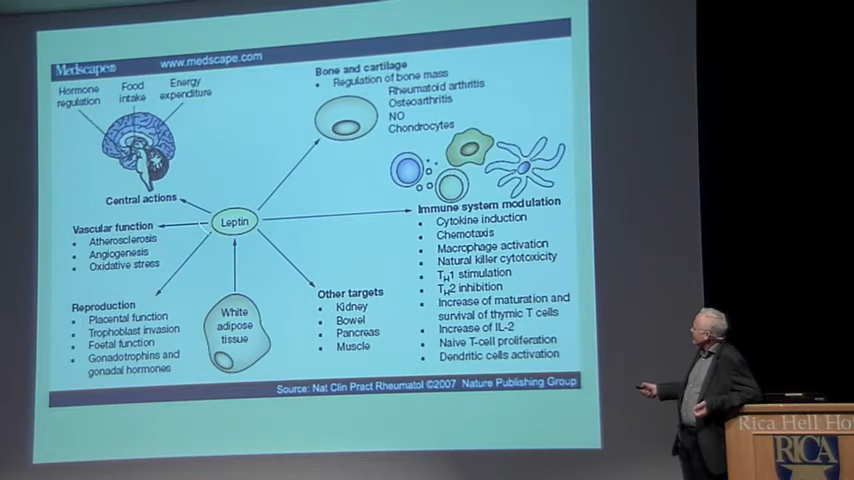 Medscape® www.medscape.com
Hormone
regulation
Food
intake
Energy
expenditure
Central actions
Bone and cartilage
• Regulation of bone mass
Rheumatoid arthritis
Osteoarthritis
NO
Chondrocytes
Leptin
Vascular function
• Atherosclerosis
• Angiogenesis
• Oxidative stress
Immune system modulation
• Cytokine induction
• Chemotaxis
• Macrophage activation
• Natural killer cytotoxicity
• TH1 stimulation
• TH2 inhibition
• Increase of maturation and
survival of thymic T cells
• Increase of IL-2
• Naive T-cell proliferation
• Dendritic cells activation
Reproduction
• Placental function
• Trophoblast invasion
• Foetal function
• Gonadotrophins and
gonadal hormones
White
adipose
tissue
Other targets
• Kidney
• Bowel
• Pancreas
• Muscle
Source: Nat Clin Pract Rheumatol ©2007 Nature Publishing Group
Rica Hell Ho
RICA